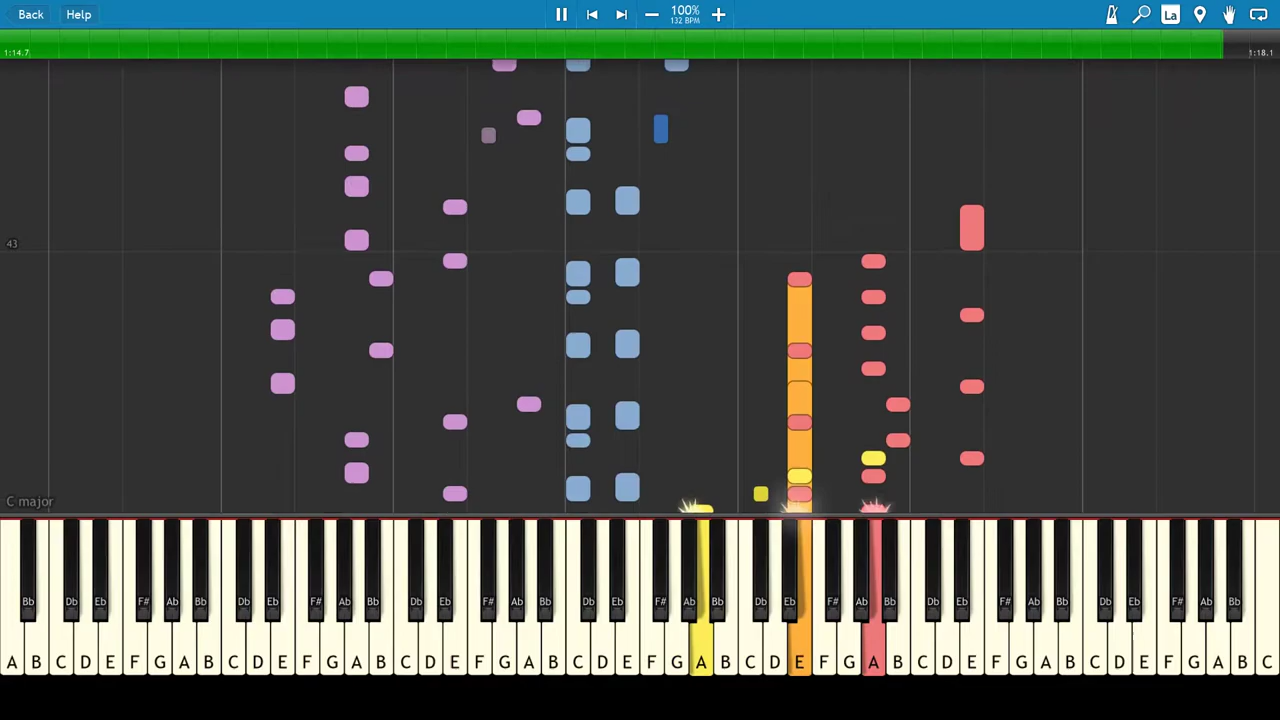 Back Help 100% La
132 BPM
1:14.7 1:18.1
43
C major
Bb Db Eb F# Ab Bb Db Eb F# Ab Bb Db Eb F# Ab Bb Db Eb F# Ab Bb Db Eb F# Ab Bb Db Eb F# Ab Bb Db Eb F# Ab Bb
A B C D E F G A B C D E F G A B C D E F G A B C D E F G A B C D E F G A B C D E F G A B C D E F G A B C